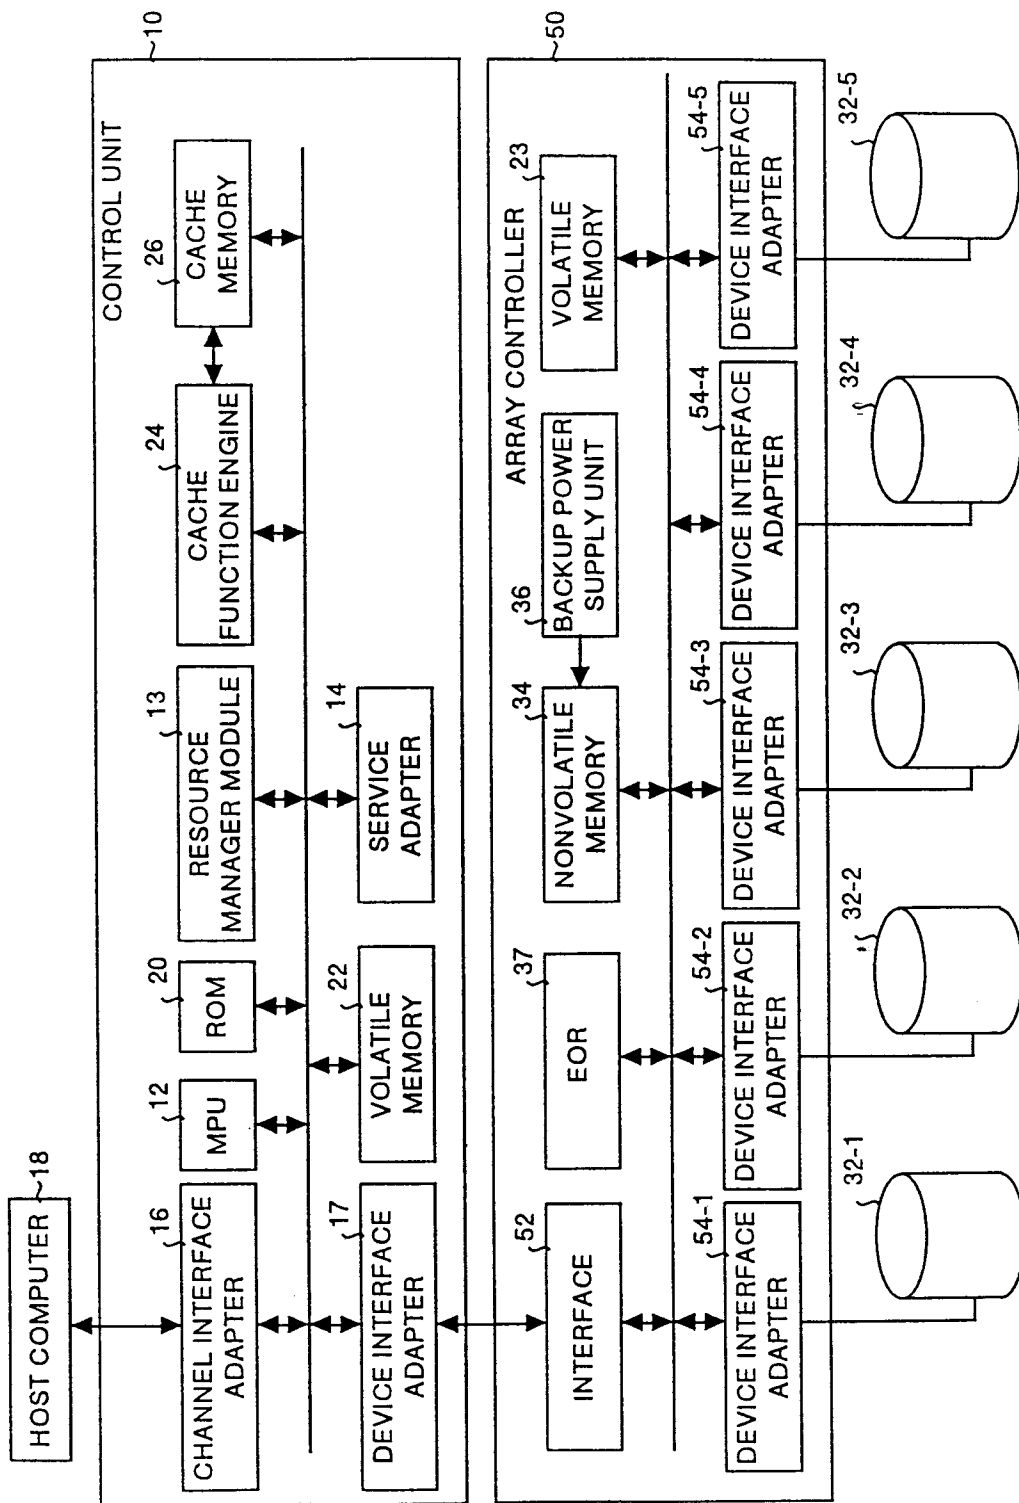 HOST COMPUTER
18
10
CONTROL UNIT
16
CHANNEL INTERFACE
ADAPTER
12
MPU
20
ROM
13
RESOURCE
MANAGER MODULE
24
CACHE
FUNCTION ENGINE
26
CACHE
MEMORY
17
DEVICE INTERFACE
ADAPTER
22
VOLATILE
MEMORY
14
SERVICE
ADAPTER
50
ARRAY CONTROLLER
52
INTERFACE
37
EOR
34
NONVOLATILE
MEMORY
36
BACKUP POWER
SUPPLY UNIT
23
VOLATILE
MEMORY
54-1
DEVICE INTERFACE
ADAPTER
54-2
DEVICE INTERFACE
ADAPTER
54-3
DEVICE INTERFACE
ADAPTER
54-4
DEVICE INTERFACE
ADAPTER
54-5
DEVICE INTERFACE
ADAPTER
32-1
32-2
32-3
32-4
32-5